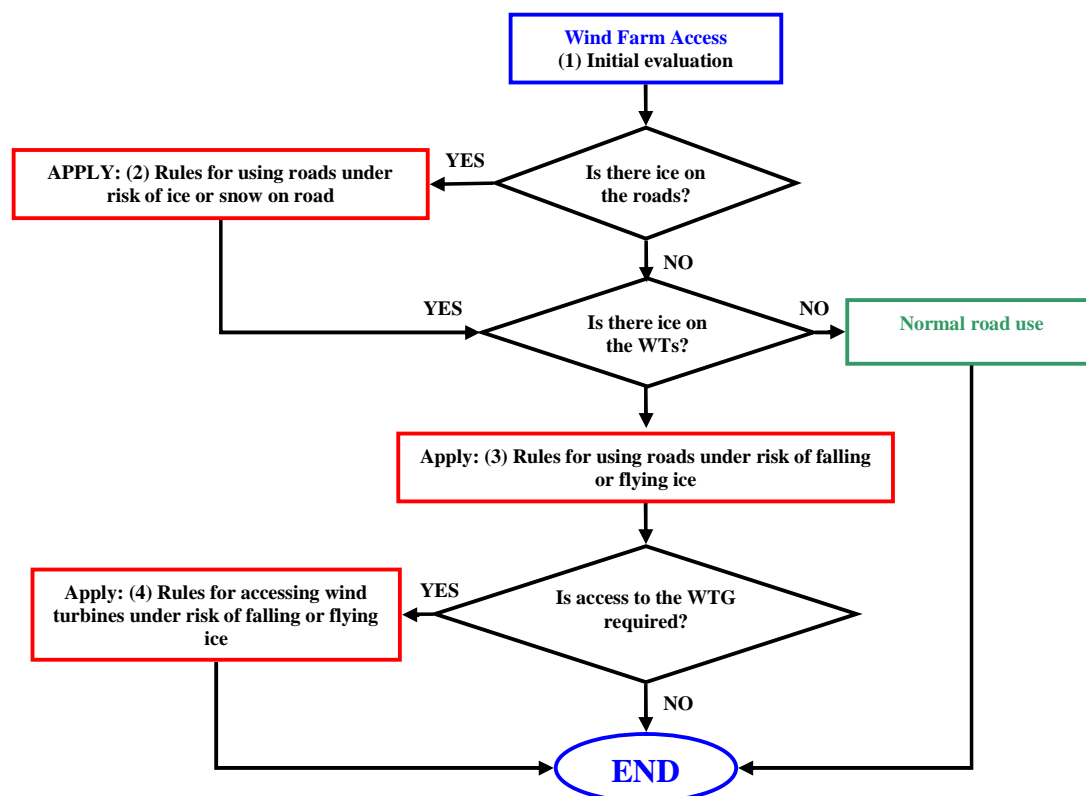 Wind Farm Access
(1) Initial evaluation
YES
APPLY: (2) Rules for using roads under
risk of ice or snow on road
Is there ice on
the roads?
NO
YES
NO
Is there ice on
the WTs?
Normal road use
Apply: (3) Rules for using roads under risk of falling
or flying ice
Apply: (4) Rules for accessing wind
turbines under risk of falling or flying
ice
YES
Is access to the WTG
required?
NO
END